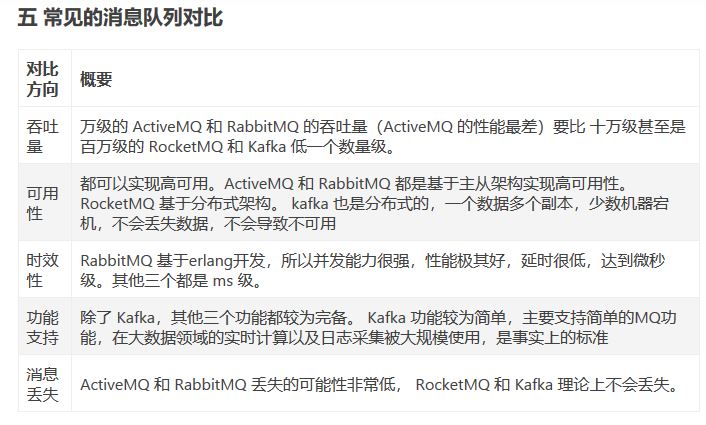 五 常见的消息队列对比
对比
方向
概要
吞吐
量
万级的 ActiveMQ 和 RabbitMQ 的吞吐量（ActiveMQ 的性能最差）要比 十万级甚至是
百万级的 RocketMQ 和 Kafka 低一个数量级。
可用
性
都可以实现高可用。ActiveMQ 和 RabbitMQ 都是基于主从架构实现高可用性。
RocketMQ 基于分布式架构。 kafka 也是分布式的，一个数据多个副本，少数机器宕
机，不会丢失数据，不会导致不可用
时效
性
RabbitMQ 基于erlang开发，所以并发能力很强，性能极其好，延时很低，达到微秒
级。其他三个都是 ms 级。
功能
支持
除了 Kafka，其他三个功能都较为完备。 Kafka 功能较为简单，主要支持简单的MQ功
能，在大数据领域的实时计算以及日志采集被大规模使用，是事实上的标准
消息
丢失
ActiveMQ 和 RabbitMQ 丢失的可能性非常低， RocketMQ 和 Kafka 理论上不会丢失。